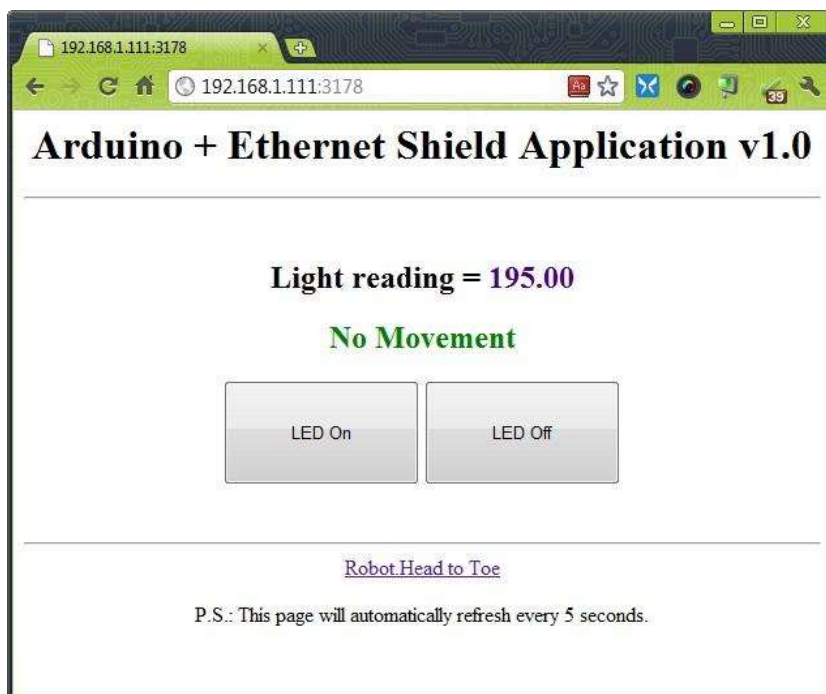 192.168.1.111:3178
192.168.1.111:3178
Aa
39
Arduino + Ethernet Shield Application v1.0
Light reading = 195.00
No Movement
LED On
LED Off
Robot.Head to Toe
P.S.: This page will automatically refresh every 5 seconds.